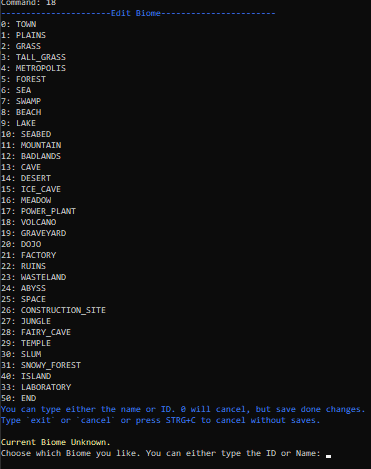 Command: 18
----------------------Edit Biome-----------------------
0: TOWN
1: PLAINS
2: GRASS
3: TALL_GRASS
4: METROPOLIS
5: FOREST
6: SEA
7: SWAMP
8: BEACH
9: LAKE
10: SEABED
11: MOUNTAIN
12: BADLANDS
13: CAVE
14: DESERT
15: ICE_CAVE
16: MEADOW
17: POWER_PLANT
18: VOLCANO
19: GRAVEYARD
20: DOJO
21: FACTORY
22: RUINS
23: WASTELAND
24: ABYSS
25: SPACE
26: CONSTRUCTION_SITE
27: JUNGLE
28: FAIRY_CAVE
29: TEMPLE
30: SLUM
31: SNOWY_FOREST
40: ISLAND
33: LABORATORY
50: END
You can type either the name or ID. 0 will cancel, but save done changes.
Type `exit` or `cancel` or press STRG+C to cancel without saves.
Current Biome Unknown.
Choose which Biome you like. You can either type the ID or Name: _